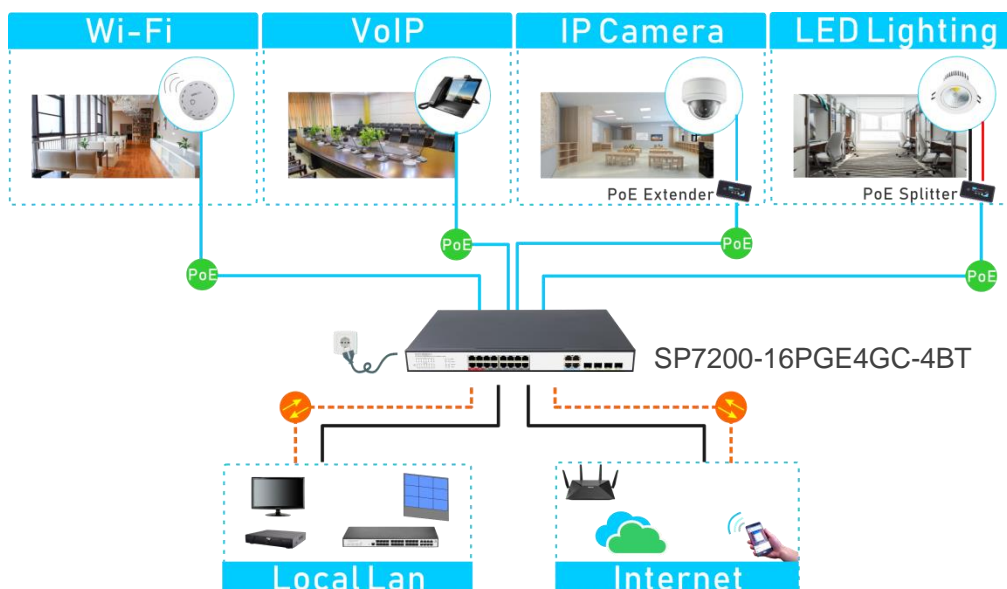 Wi-Fi
VoIP
IP Camera
LED Lighting
PoE Extender
PoE Splitter
PoE
PoE
PoE
PoE
SP7200-16PGE4GC-4BT
Local Lan
Internet